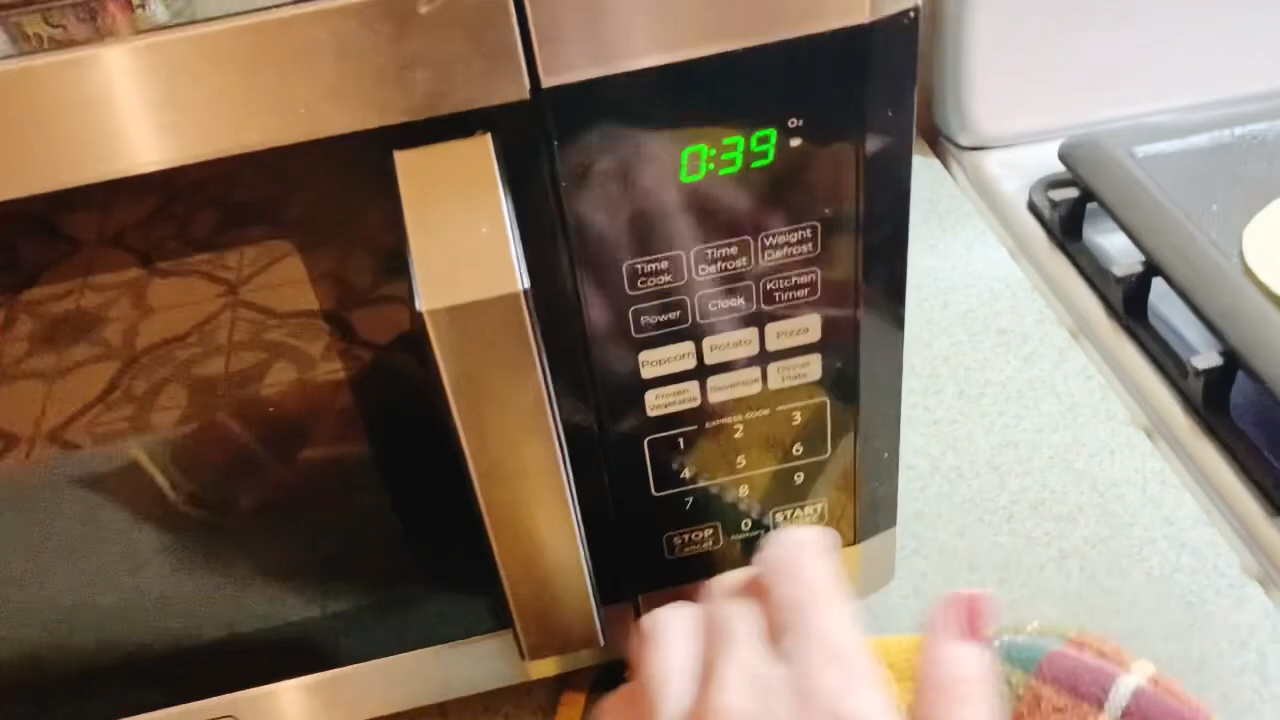 0:39
Time Cook
Time Defrost
Weight Defrost
Power
Clock
Kitchen Timer
Popcorn
Potato
Pizza
Frozen Vegetable
Beverage
Dinner Plate
EXPRESS COOK
1 2 3
4 5 6
7 8 9
STOP Cancel
0 Memory
START